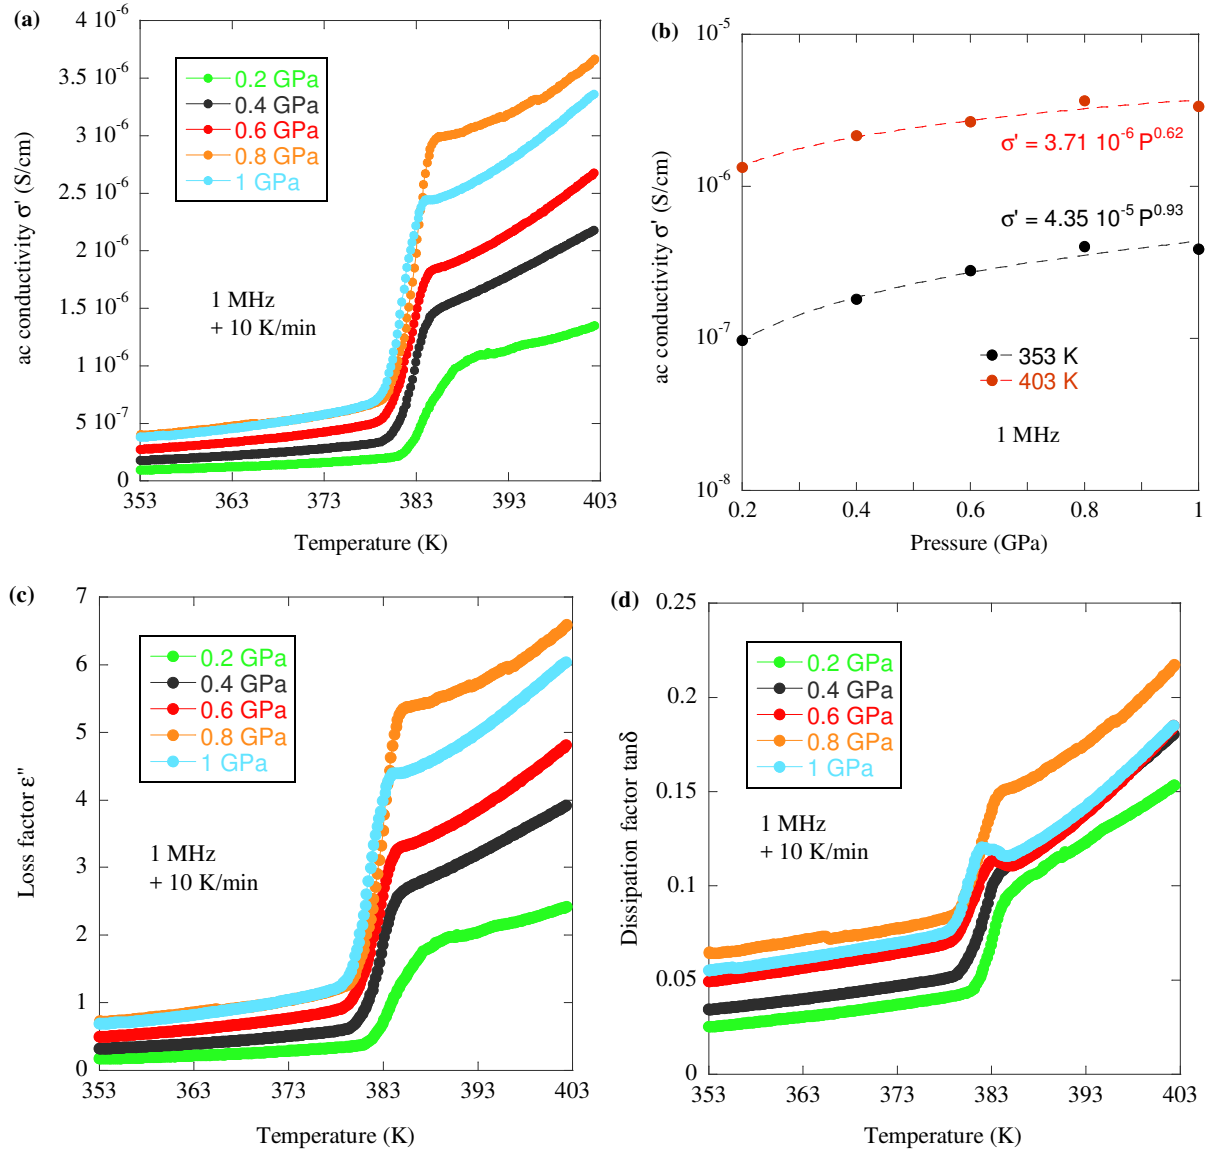 (a)
4 10⁻⁶
3.5 10⁻⁶
3 10⁻⁶
2.5 10⁻⁶
2 10⁻⁶
1.5 10⁻⁶
1 10⁻⁶
5 10⁻⁷
0
ac conductivity σ' (S/cm)
0.2 GPa
0.4 GPa
0.6 GPa
0.8 GPa
1 GPa
1 MHz
+ 10 K/min
353 363 373 383 393 403
Temperature (K)
(b)
10⁻⁵
10⁻⁶
10⁻⁷
10⁻⁸
ac conductivity σ' (S/cm)
σ' = 3.71 10⁻⁶ P⁰·⁶²
σ' = 4.35 10⁻⁵ P⁰·⁹³
353 K
403 K
1 MHz
0.2 0.4 0.6 0.8 1
Pressure (GPa)
(c)
7
6
5
4
3
2
1
0
Loss factor ε"
0.2 GPa
0.4 GPa
0.6 GPa
0.8 GPa
1 GPa
1 MHz
+ 10 K/min
353 363 373 383 393 403
Temperature (K)
(d)
0.25
0.2
0.15
0.1
0.05
0
Dissipation factor tanδ
0.2 GPa
0.4 GPa
0.6 GPa
0.8 GPa
1 GPa
1 MHz
+ 10 K/min
353 363 373 383 393 403
Temperature (K)